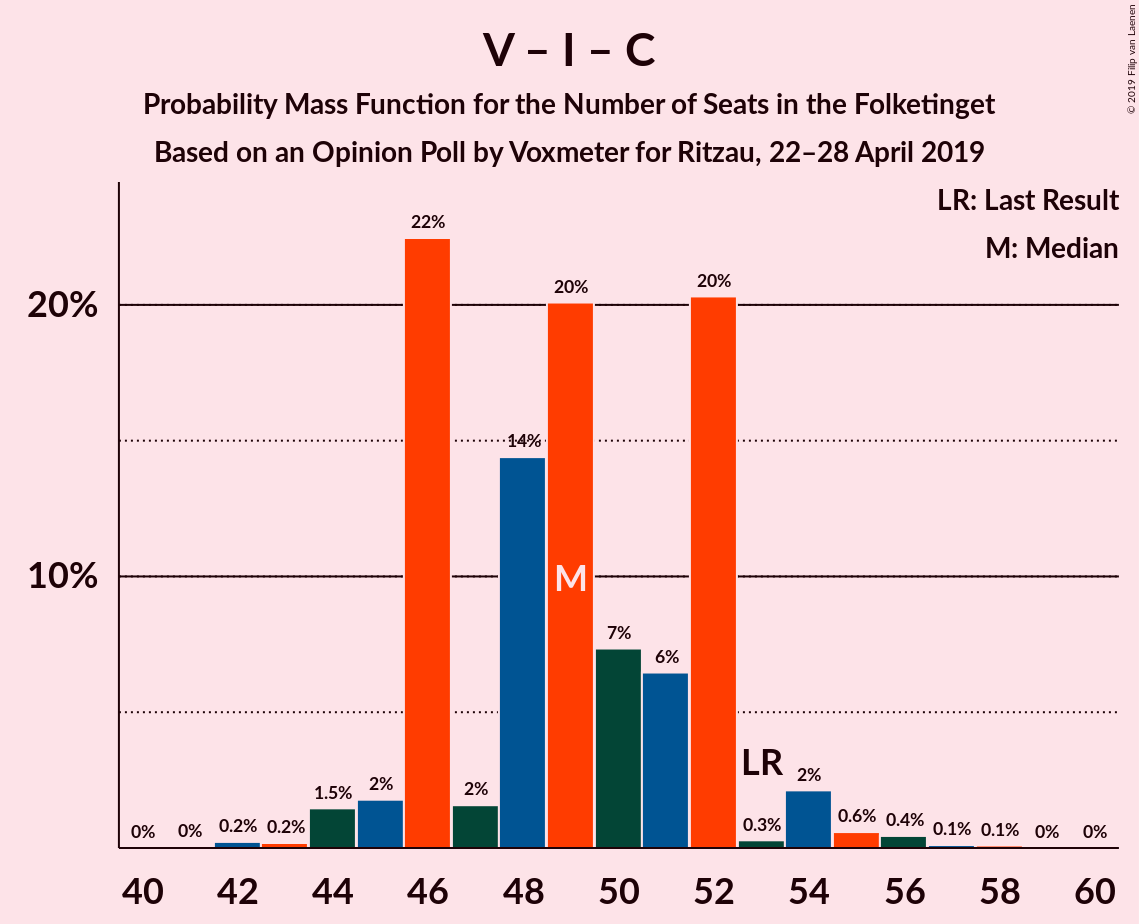 V – I – C
Probability Mass Function for the Number of Seats in the Folketinget
Based on an Opinion Poll by Voxmeter for Ritzau, 22–28 April 2019
© 2019 Filip van Laenen
LR: Last Result
M: Median
20%
10%
0%
0%
0.2%
0.2%
1.5%
2%
22%
2%
14%
20%
M
7%
6%
20%
LR
0.3%
2%
0.6%
0.4%
0.1%
0.1%
0%
0%
40 42 44 46 48 50 52 54 56 58 60